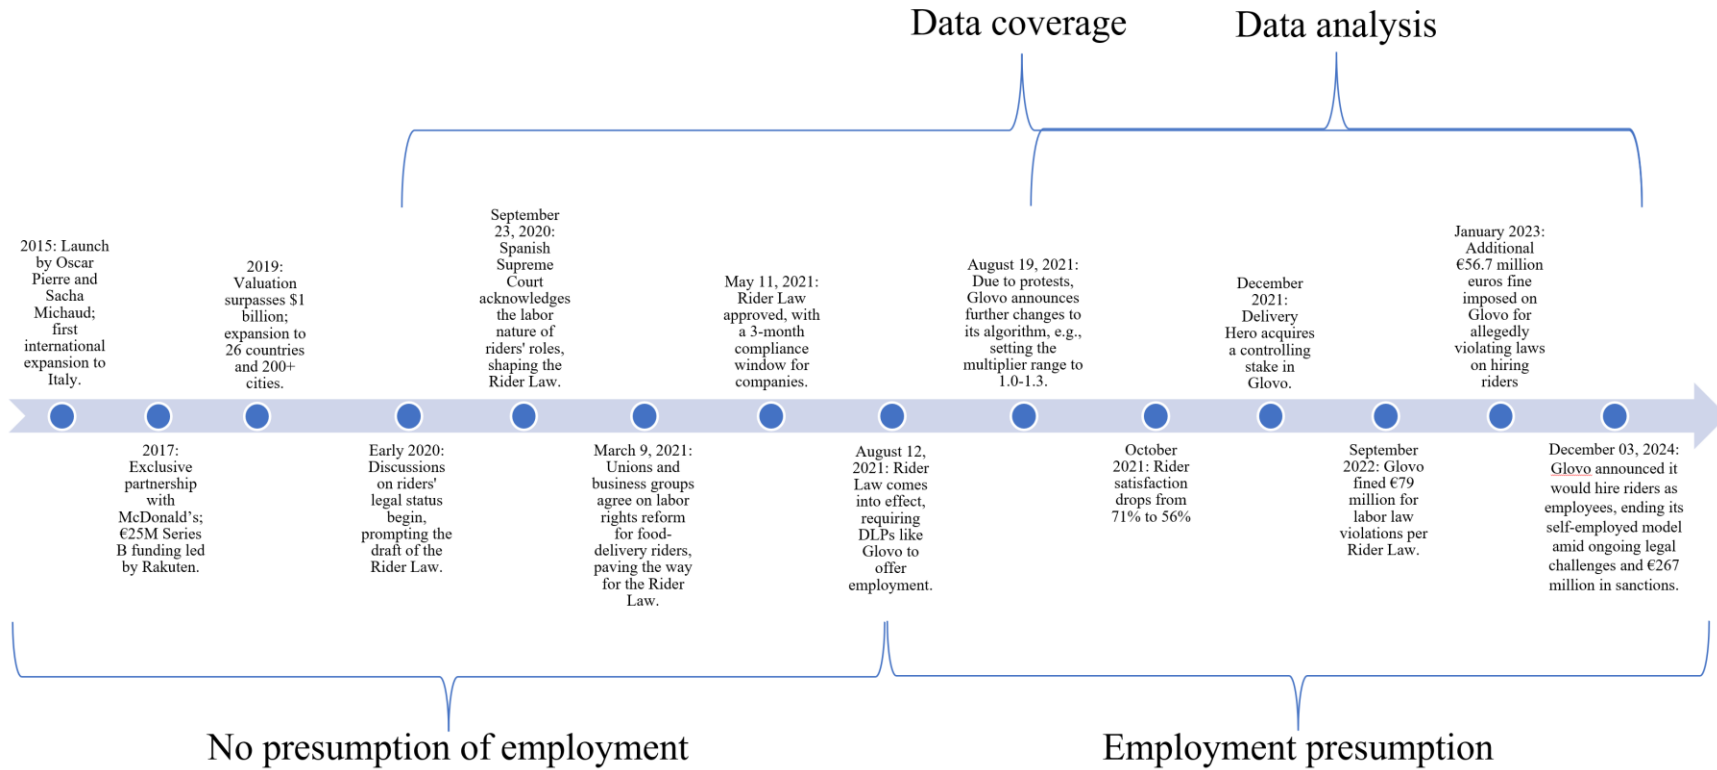 Data coverage
Data analysis
2015: Launch
by Oscar
Pierre and
Sacha
Michaud;
first
international
expansion to
Italy.
2019:
Valuation
surpasses $1
billion;
expansion to
26 countries
and 200+
cities.
September
23, 2020:
Spanish
Supreme
Court
acknowledges
the labor
nature of
riders' roles,
shaping the
Rider Law.
May 11, 2021:
Rider Law
approved, with
a 3-month
compliance
window for
companies.
August 19, 2021:
Due to protests,
Glovo announces
further changes to
its algorithm, e.g.,
setting the
multiplier range to
1.0-1.3.
December
2021:
Delivery
Hero acquires
a controlling
stake in
Glovo.
January 2023:
Additional
€56.7 million
euros fine
imposed on
Glovo for
allegedly
violating laws
on hiring
riders
2017:
Exclusive
partnership
with
McDonald's;
€25M Series
B funding led
by Rakuten.
Early 2020:
Discussions
on riders'
legal status
begin,
prompting the
draft of the
Rider Law.
March 9, 2021:
Unions and
business groups
agree on labor
rights reform
for food-
delivery riders,
paving the way
for the Rider
Law.
August 12,
2021: Rider
Law comes
into effect,
requiring
DLPs like
Glovo to
offer
employment.
October
2021: Rider
satisfaction
drops from
71% to 56%
September
2022: Glovo
fined €79
million for
labor law
violations per
Rider Law.
December 03, 2024:
Glovo announced it
would hire riders as
employees, ending its
self-employed model
amid ongoing legal
challenges and €267
million in sanctions.
No presumption of employment
Employment presumption